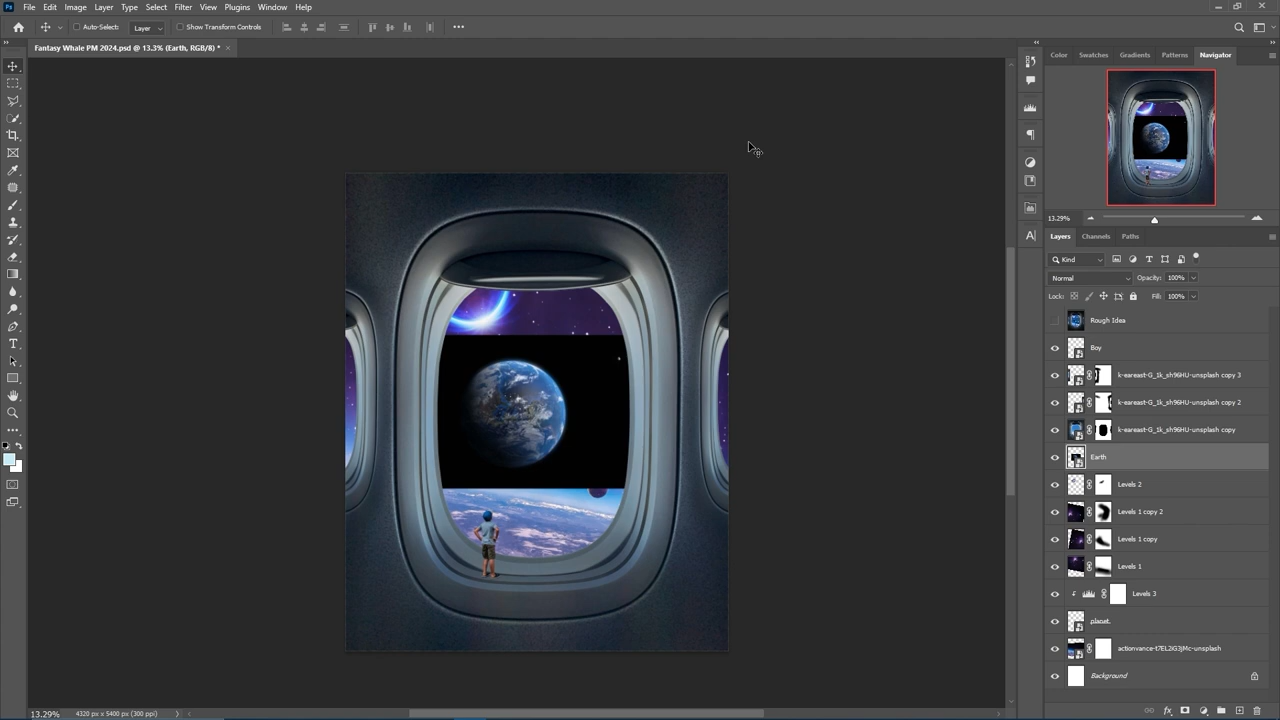 Ps File Edit Image Layer Type Select Filter View Plugins Window Help
Auto-Select: Layer Show Transform Controls
Fantasy Whale PM 2024.psd @ 13.3% (Earth, RGB/8) *
Color Swatches Gradients Patterns Navigator
13.29%
Layers Channels Paths
Kind
Normal Opacity: 100%
Lock: Fill: 100%
Rough Idea
Boy
k-eareast-G_1k_sh96HU-unsplash copy 3
k-eareast-G_1k_sh96HU-unsplash copy 2
k-eareast-G_1k_sh96HU-unsplash copy
Earth
Levels 2
Levels 1 copy 2
Levels 1 copy
Levels 1
Levels 3
planet.
Background
13.29% 4320 px x 5400 px (300 ppi)